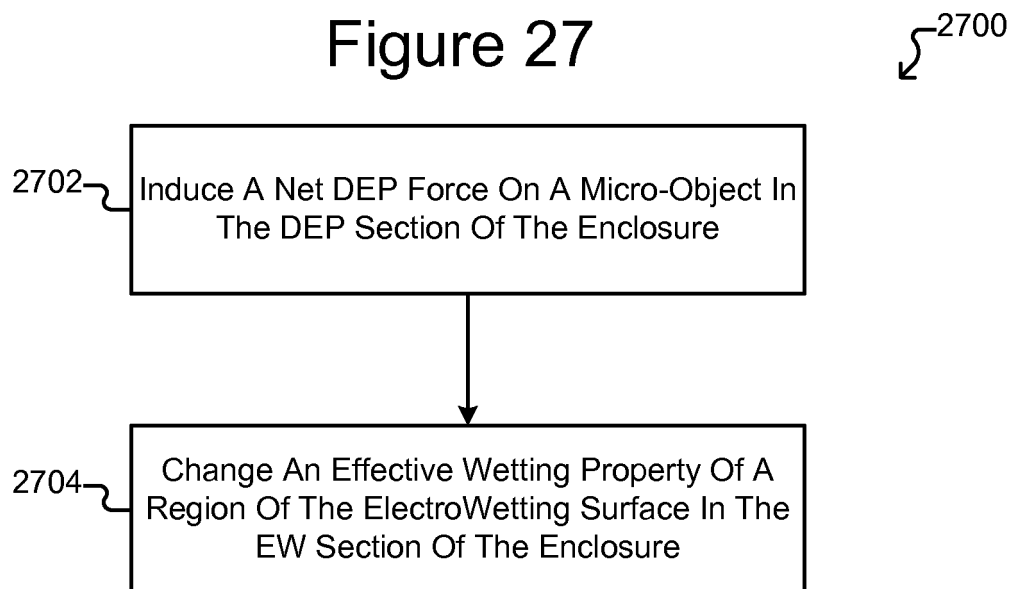 Figure 27
2700
2702
Induce A Net DEP Force On A Micro-Object In
The DEP Section Of The Enclosure
2704
Change An Effective Wetting Property Of A
Region Of The ElectroWetting Surface In The
EW Section Of The Enclosure